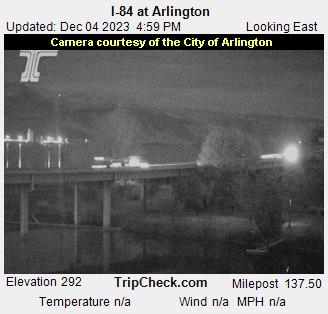 I-84 at Arlington
Updated: Dec 04 2023 4:59 PM Looking East
Camera courtesy of the City of Arlington
Elevation 292 TripCheck.com Milepost 137.50
Temperature n/a Wind n/a MPH n/a